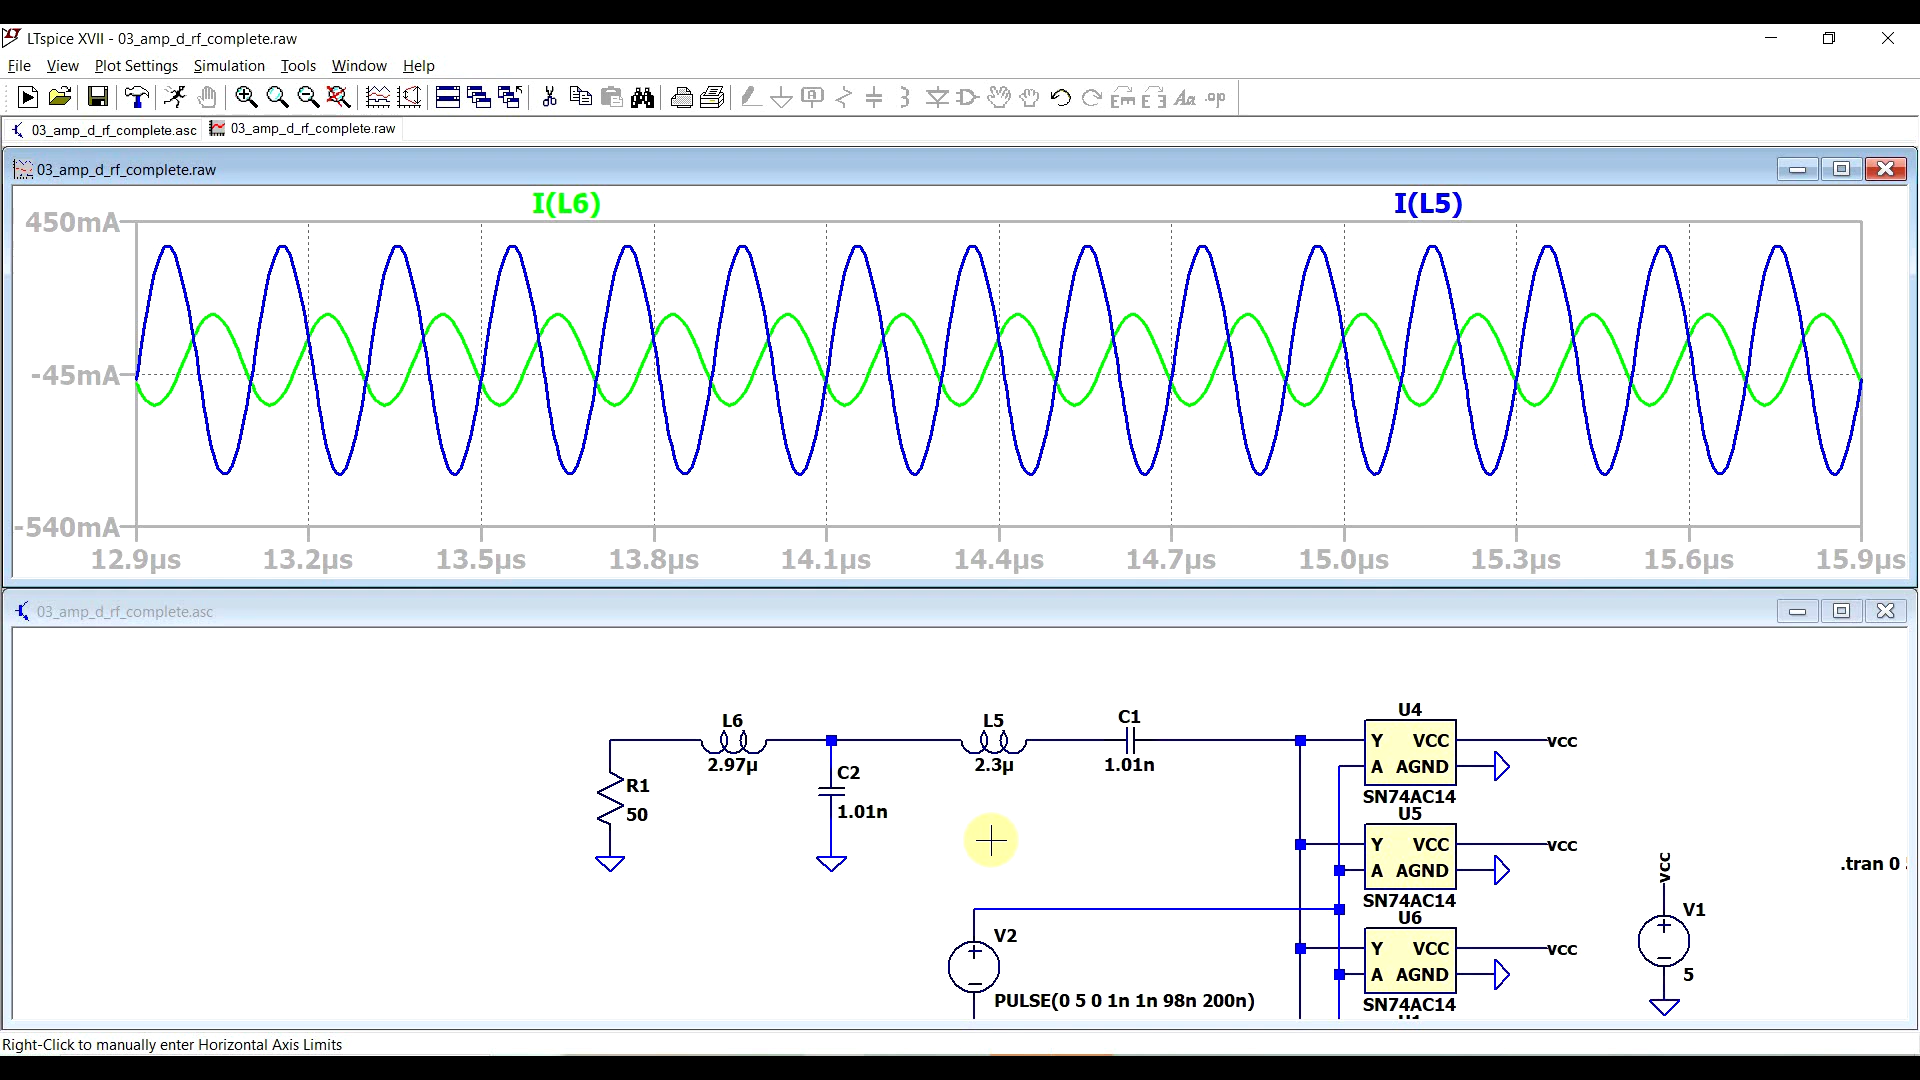 LTspice XVII - 03_amp_d_rf_complete.raw
File View Plot Settings Simulation Tools Window Help
03_amp_d_rf_complete.asc 03_amp_d_rf_complete.raw
03_amp_d_rf_complete.raw
I(L6) I(L5)
450mA
-45mA
-540mA
12.9µs 13.2µs 13.5µs 13.8µs 14.1µs 14.4µs 14.7µs 15.0µs 15.3µs 15.6µs 15.9µs
03_amp_d_rf_complete.asc
L6
2.97µ
R1
50
C2
1.01n
L5
2.3µ
C1
1.01n
U4
Y VCC vcc
A AGND
SN74AC14
U5
Y VCC vcc
A AGND
SN74AC14
U6
Y VCC vcc
A AGND
SN74AC14
V2
PULSE(0 5 0 1n 1n 98n 200n)
vcc
V1
5
.tran 0
Right-Click to manually enter Horizontal Axis Limits